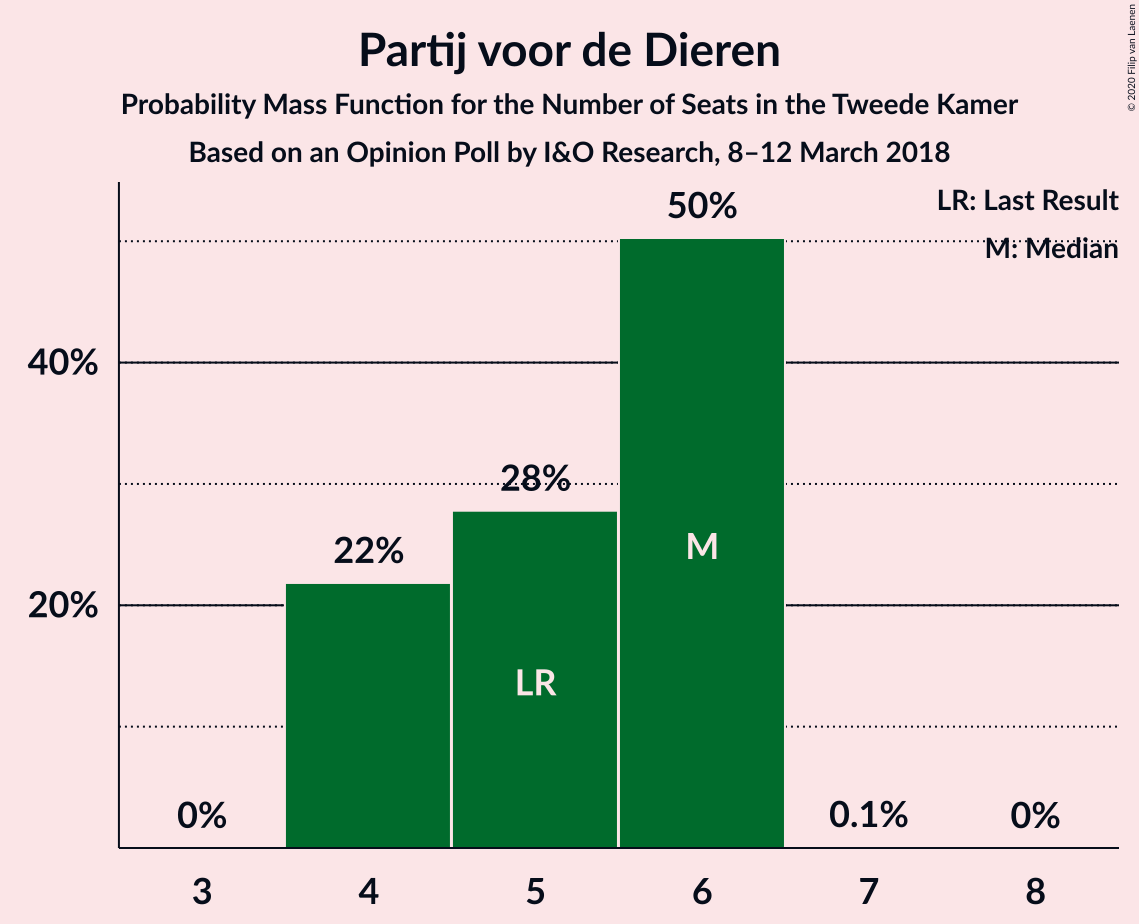 Partij voor de Dieren
Probability Mass Function for the Number of Seats in the Tweede Kamer
Based on an Opinion Poll by I&O Research, 8–12 March 2018
© 2020 Filip van Laenen
LR: Last Result
M: Median
50%
40%
28%
22%
20%
M
LR
0%
0.1%
0%
3 4 5 6 7 8